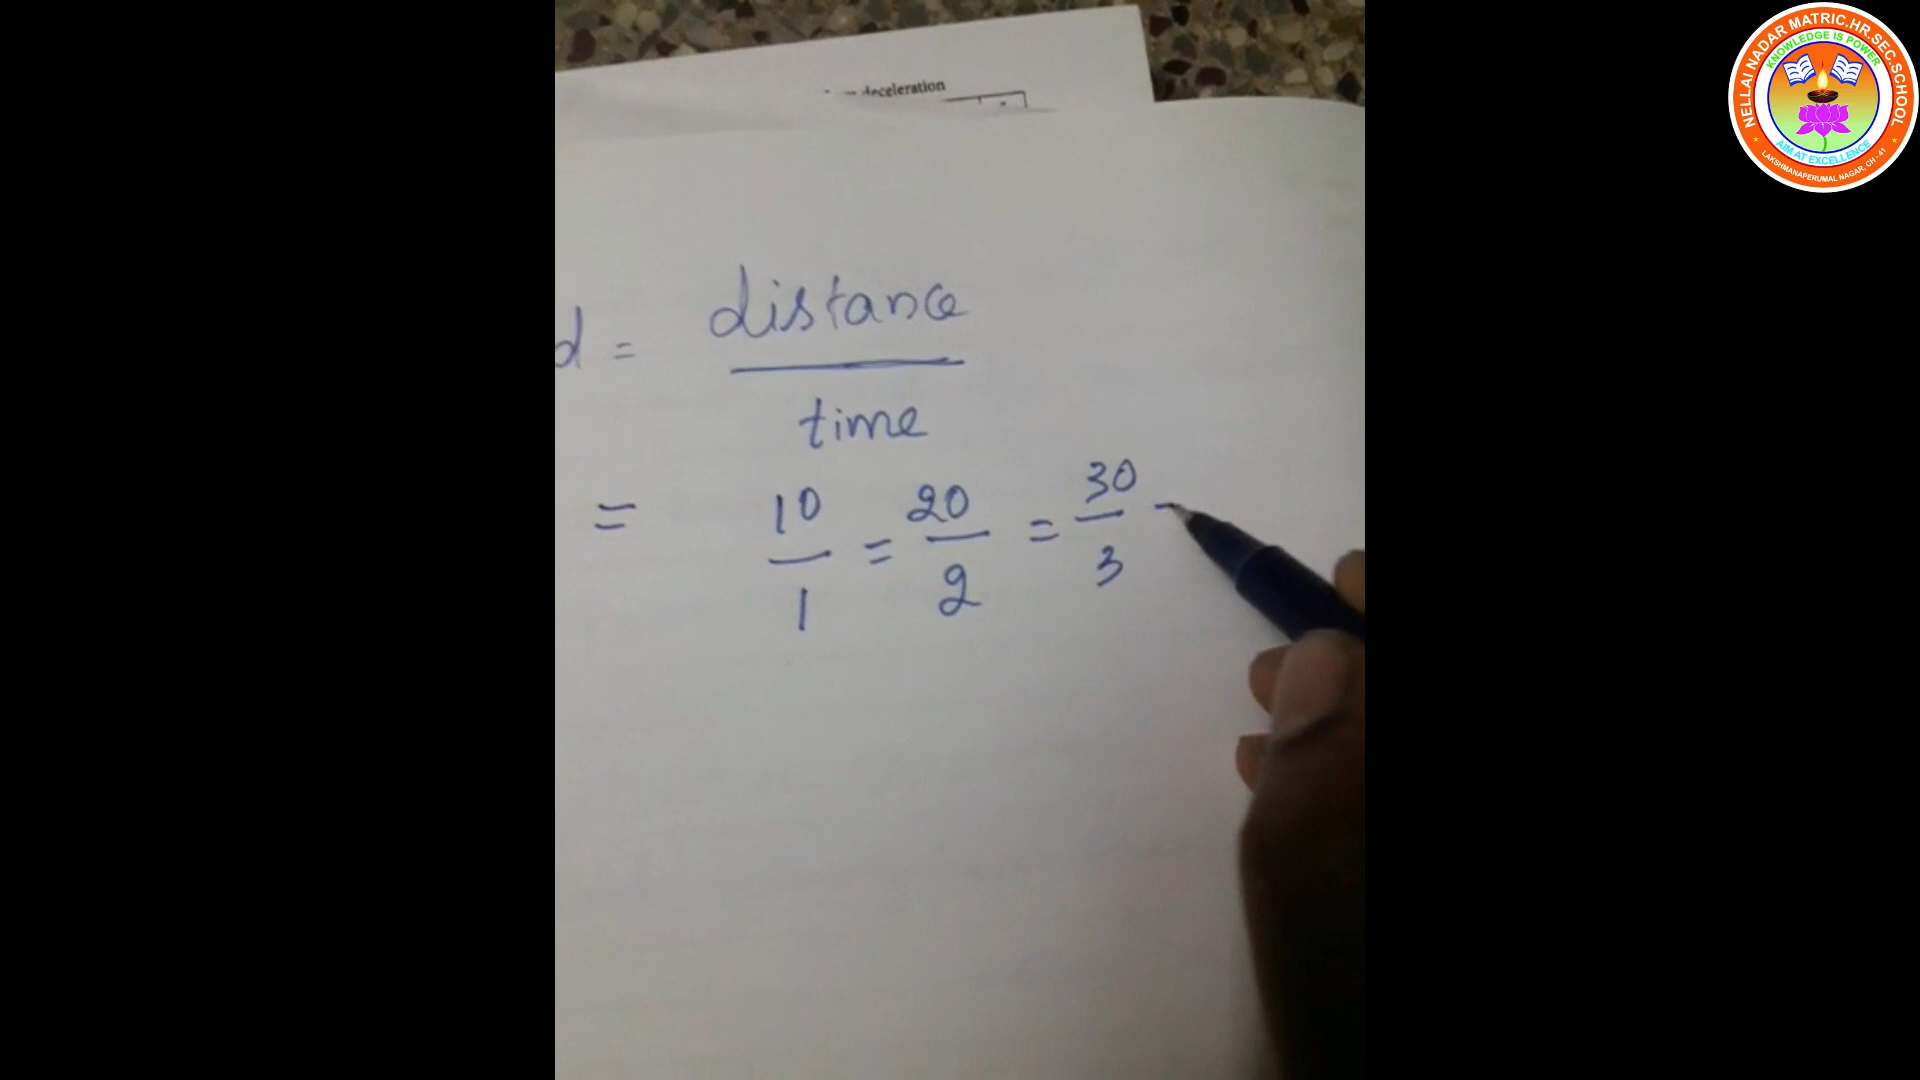 deceleration
d = distance
time
= 10/1 = 20/2 = 30/3 -
NELLAI NADAR MATRIC.HR.SEC.SCHOOL
KNOWLEDGE IS POWER
AIM AT EXCELLENCE
LAKSHMANAPERUMAL NAGAR, CH - 41